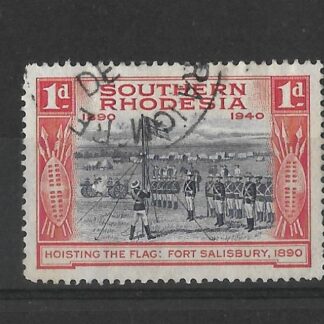 1d SOUTHERN 1d
RHODESIA
1890 1940
HOISTING THE FLAG: FORT SALISBURY, 1890